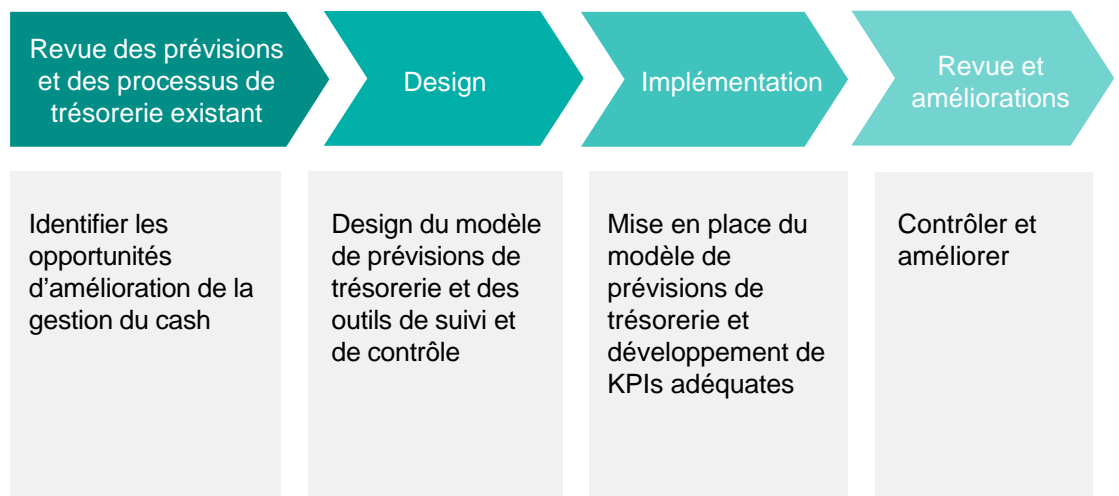 Revue des prévisions
et des processus de
trésorerie existant
Design
Implémentation
Revue et
améliorations
Identifier les
opportunités
d’amélioration de la
gestion du cash
Design du modèle
de prévisions de
trésorerie et des
outils de suivi et
de contrôle
Mise en place du
modèle de
prévisions de
trésorerie et
développement de
KPIs adéquates
Contrôler et
améliorer